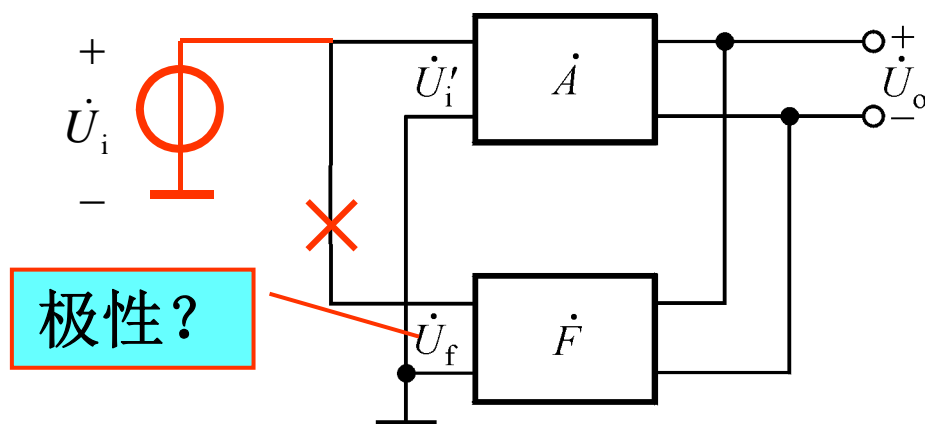 +
U̇i
−
U̇i′
Ȧ
+
U̇o
−
极性？
U̇f
Ḟ